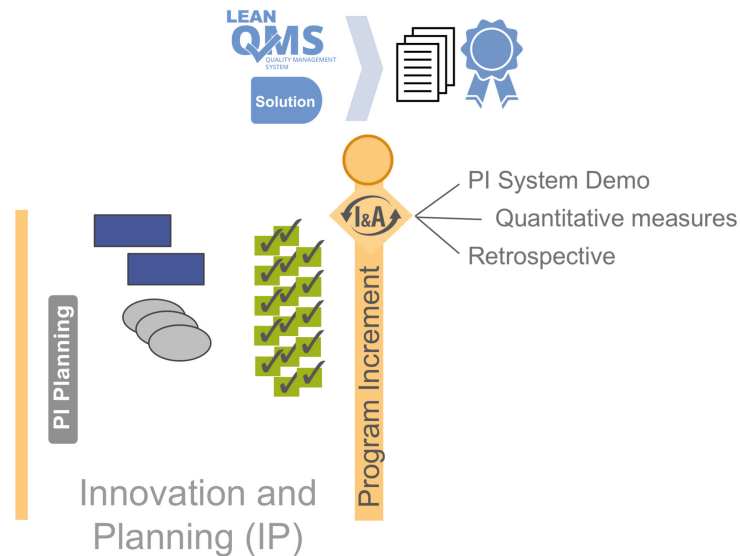 LEAN
QMS
QUALITY MANAGEMENT
SYSTEM
Solution
I&A
PI System Demo
Quantitative measures
Retrospective
PI Planning
Program Increment
Innovation and
Planning (IP)